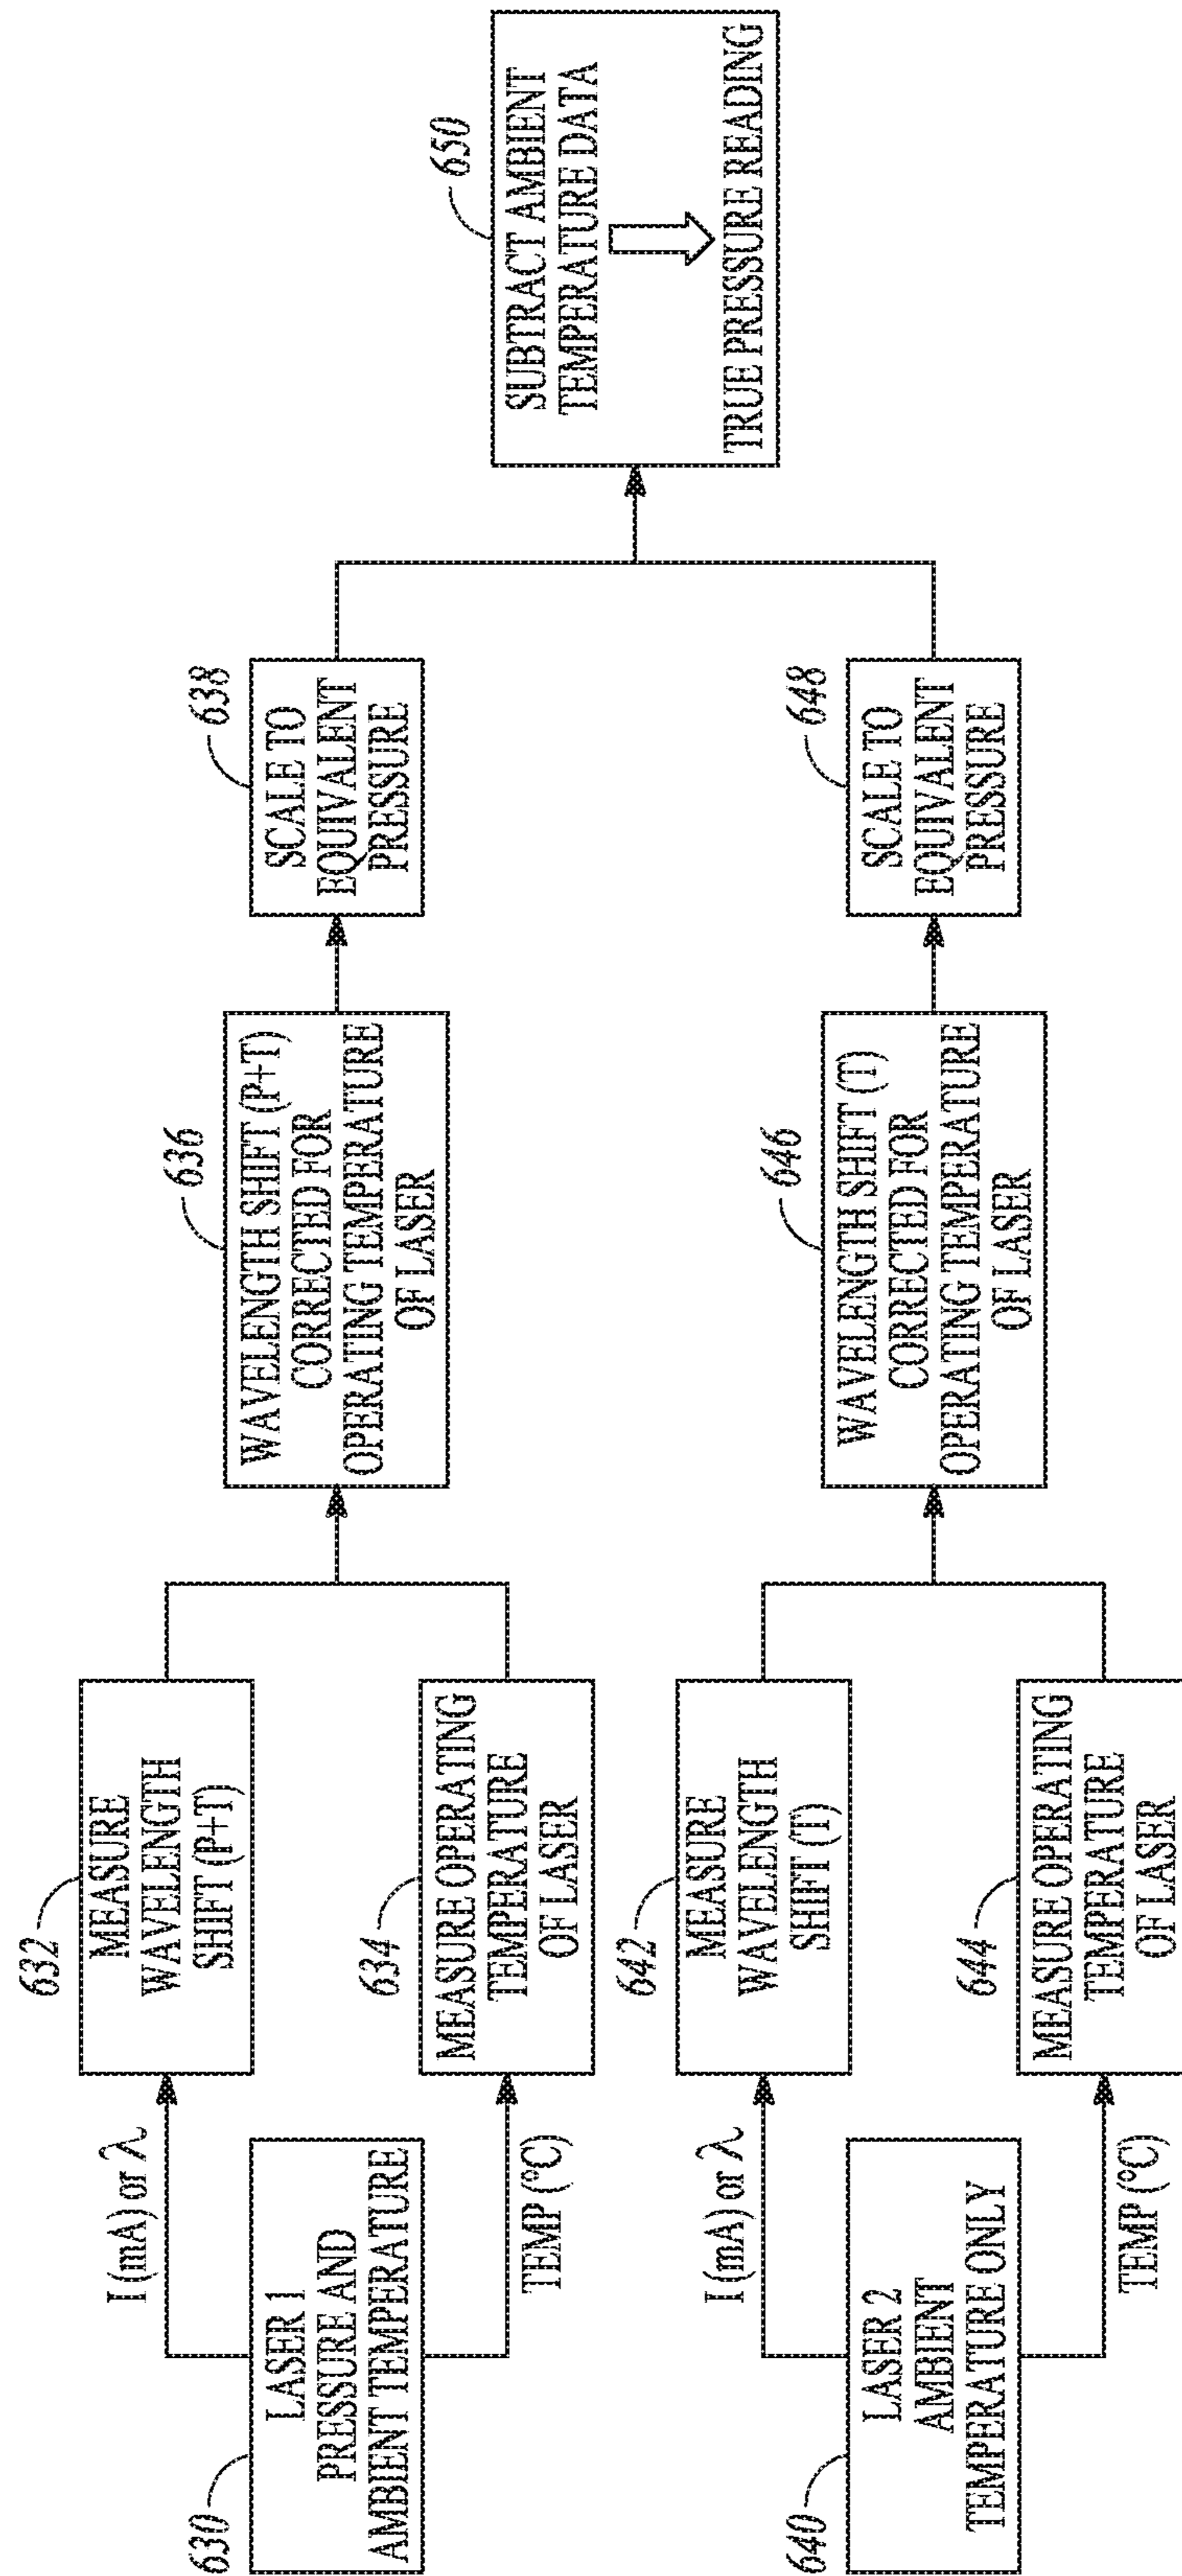 630
LASER 1
PRESSURE AND
AMBIENT TEMPERATURE
I (mA) or λ
TEMP (°C)
632
MEASURE
WAVELENGTH
SHIFT (P+T)
634
MEASURE OPERATING
TEMPERATURE
OF LASER
636
WAVELENGTH SHIFT (P+T)
CORRECTED FOR
OPERATING TEMPERATURE
OF LASER
638
SCALE TO
EQUIVALENT
PRESSURE
640
LASER 2
AMBIENT
TEMPERATURE ONLY
I (mA) or λ
TEMP (°C)
642
MEASURE
WAVELENGTH
SHIFT (T)
644
MEASURE OPERATING
TEMPERATURE
OF LASER
646
WAVELENGTH SHIFT (T)
CORRECTED FOR
OPERATING TEMPERATURE
OF LASER
648
SCALE TO
EQUIVALENT
PRESSURE
650
SUBTRACT AMBIENT
TEMPERATURE DATA
TRUE PRESSURE READING